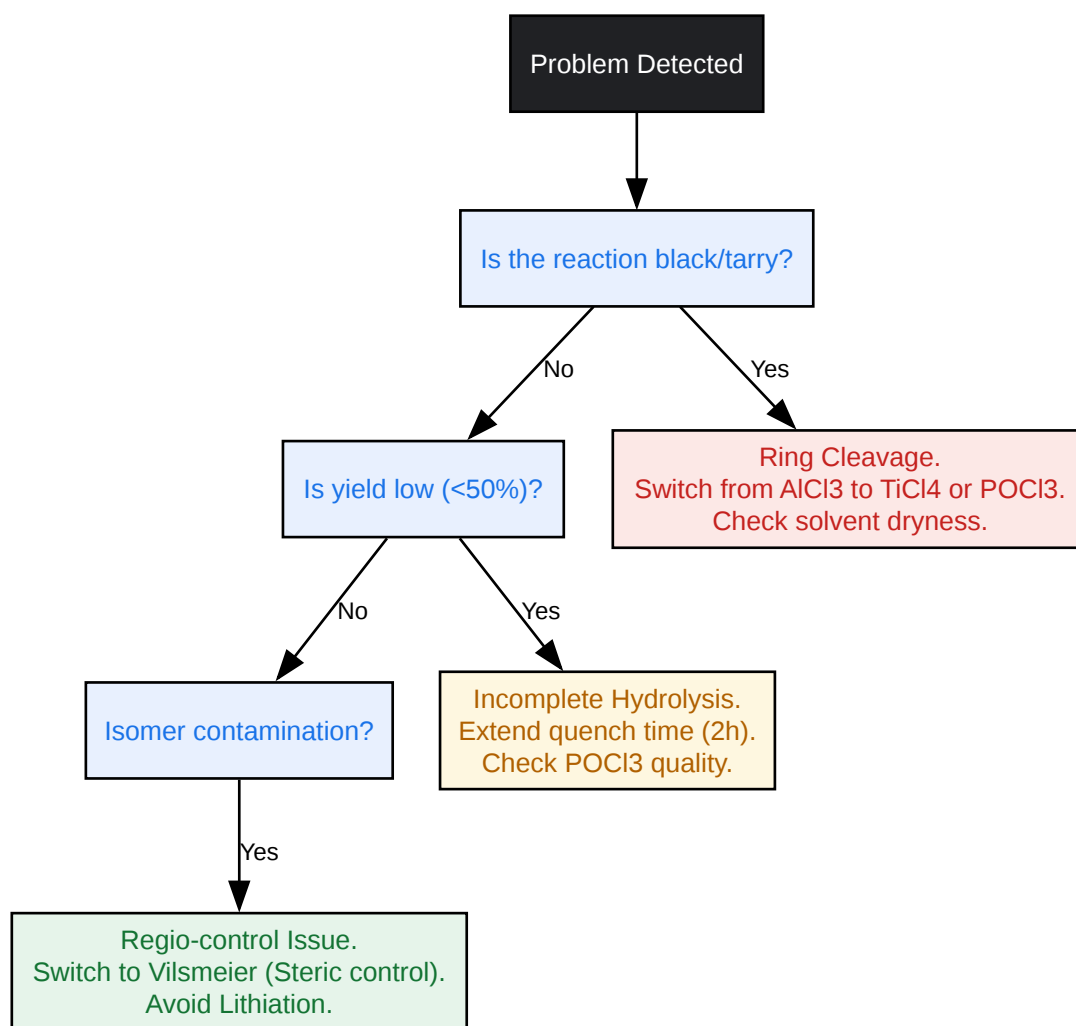 Problem Detected
Is the reaction black/tarry?
No
Yes
Is yield low (<50%)?
Ring Cleavage.
Switch from AlCl3 to TiCl4 or POCl3.
Check solvent dryness.
No
Yes
Isomer contamination?
Incomplete Hydrolysis.
Extend quench time (2h).
Check POCl3 quality.
Yes
Regio-control Issue.
Switch to Vilsmeier (Steric control).
Avoid Lithiation.